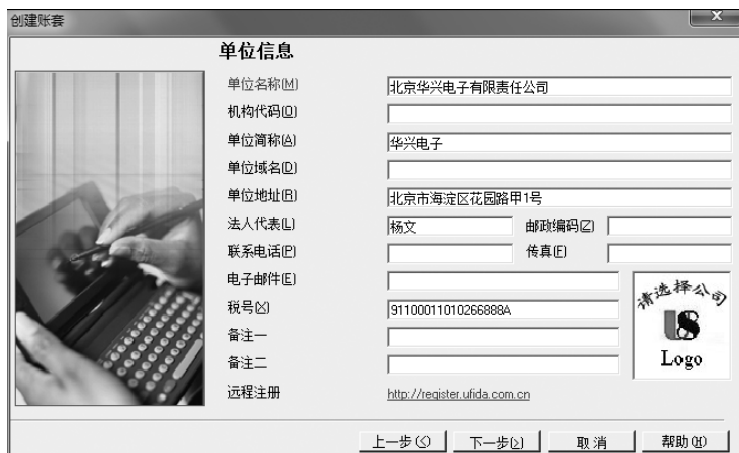 创建账套
单位信息
单位名称(M) 北京华兴电子有限责任公司
机构代码(O)
单位简称(A) 华兴电子
单位域名(D)
单位地址(R) 北京市海淀区花园路甲1号
法人代表(L) 杨文 邮政编码(Z)
联系电话(P) 传真(F)
电子邮件(E)
税号(X) 91100011010266888A
备注一
备注二
请选择公司
US
Logo
远程注册 http://register.ufida.com.cn
上一步(<) 下一步(>) 取消 帮助(H)